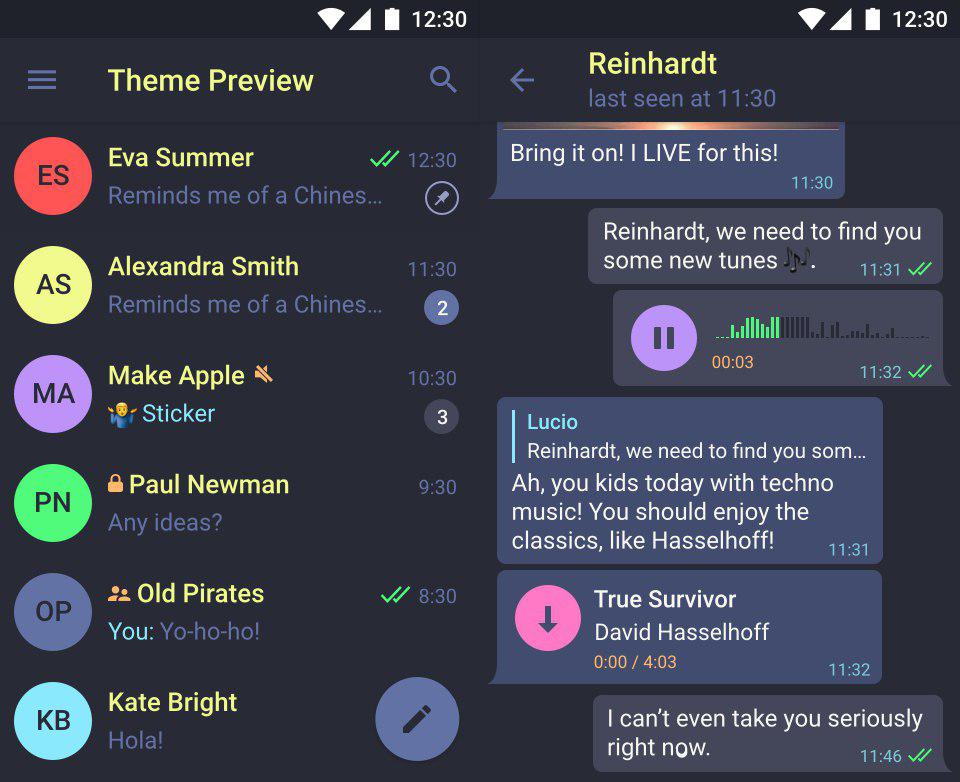 12:30
Theme Preview
ES
Eva Summer 12:30
Reminds me of a Chines...
AS
Alexandra Smith 11:30
Reminds me of a Chines... 2
MA
Make Apple 10:30
Sticker 3
PN
Paul Newman 9:30
Any ideas?
OP
Old Pirates 8:30
You: Yo-ho-ho!
KB
Kate Bright
Hola!
12:30
Reinhardt
last seen at 11:30
Bring it on! I LIVE for this!
11:30
Reinhardt, we need to find you
some new tunes 🎶. 11:31
00:03 11:32
Lucio
Reinhardt, we need to find you som...
Ah, you kids today with techno
music! You should enjoy the
classics, like Hasselhoff! 11:31
True Survivor
David Hasselhoff
0:00 / 4:03 11:32
I can’t even take you seriously
right now. 11:46